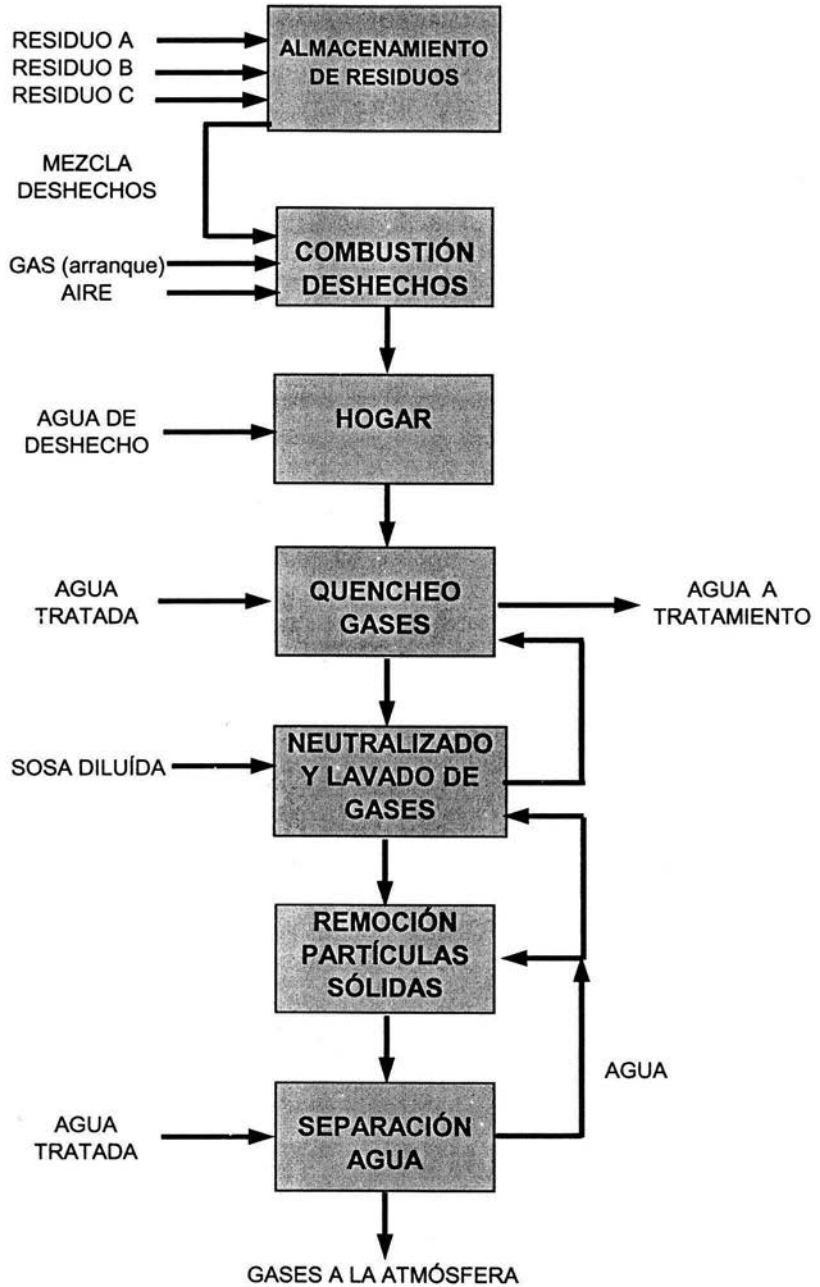 RESIDUO A
RESIDUO B
RESIDUO C
ALMACENAMIENTO
DE RESIDUOS
MEZCLA
DESHECHOS
GAS (arranque)
AIRE
COMBUSTIÓN
DESHECHOS
AGUA DE
DESHECHO
HOGAR
AGUA
TRATADA
QUENCHEO
GASES
AGUA A
TRATAMIENTO
SOSA DILUÍDA
NEUTRALIZADO
Y LAVADO DE
GASES
REMOCIÓN
PARTÍCULAS
SÓLIDAS
AGUA
AGUA
TRATADA
SEPARACIÓN
AGUA
GASES A LA ATMÓSFERA